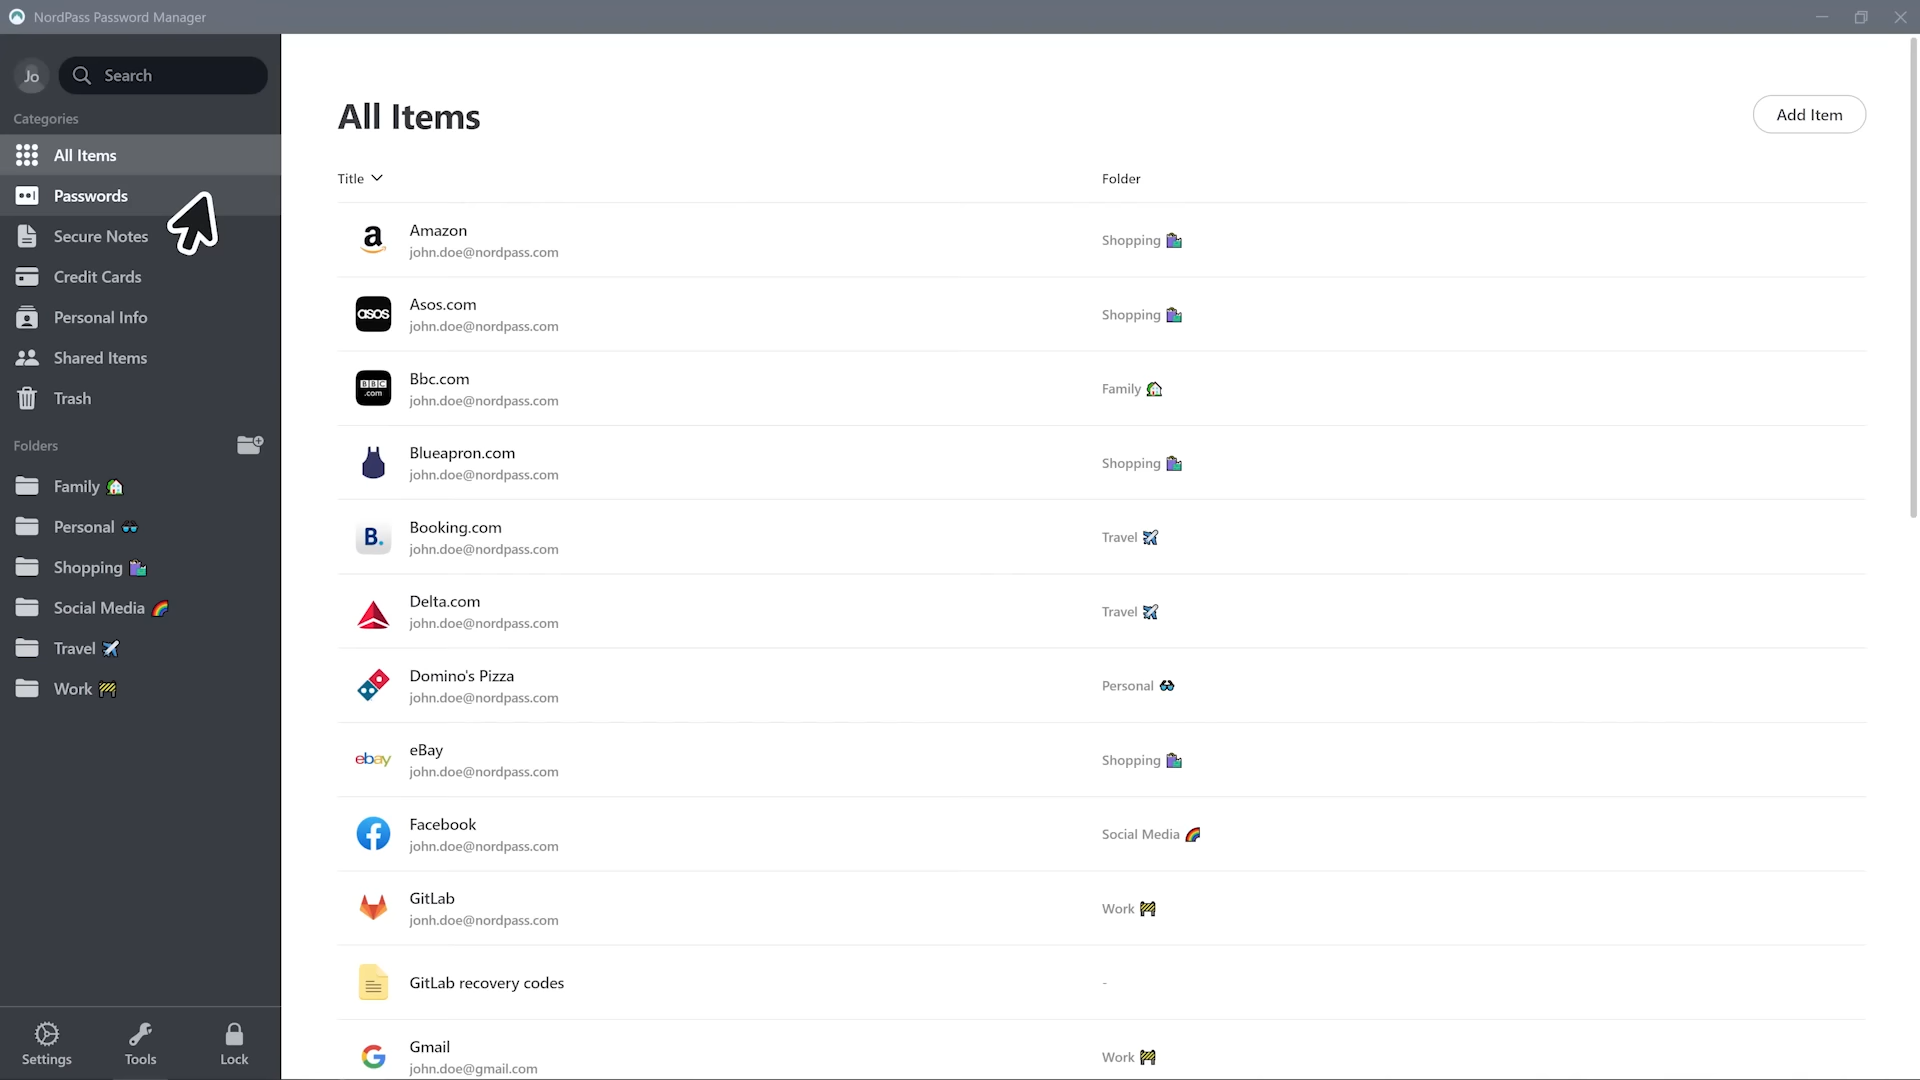 NordPass Password Manager
Jo
Search
Categories
All Items
Passwords
Secure Notes
Credit Cards
Personal Info
Shared Items
Trash
Folders
Family
Personal
Shopping
Social Media
Travel
Work
Settings
Tools
Lock
All Items
Add Item
Title
Folder
a
Amazon
john.doe@nordpass.com
Shopping
asos
Asos.com
john.doe@nordpass.com
Shopping
BBC
.com
Bbc.com
john.doe@nordpass.com
Family
Blueapron.com
john.doe@nordpass.com
Shopping
B.
Booking.com
john.doe@nordpass.com
Travel
Delta.com
john.doe@nordpass.com
Travel
Domino's Pizza
john.doe@nordpass.com
Personal
ebay
eBay
john.doe@nordpass.com
Shopping
Facebook
john.doe@nordpass.com
Social Media
GitLab
jonh.doe@nordpass.com
Work
GitLab recovery codes
-
G
Gmail
john.doe@gmail.com
Work